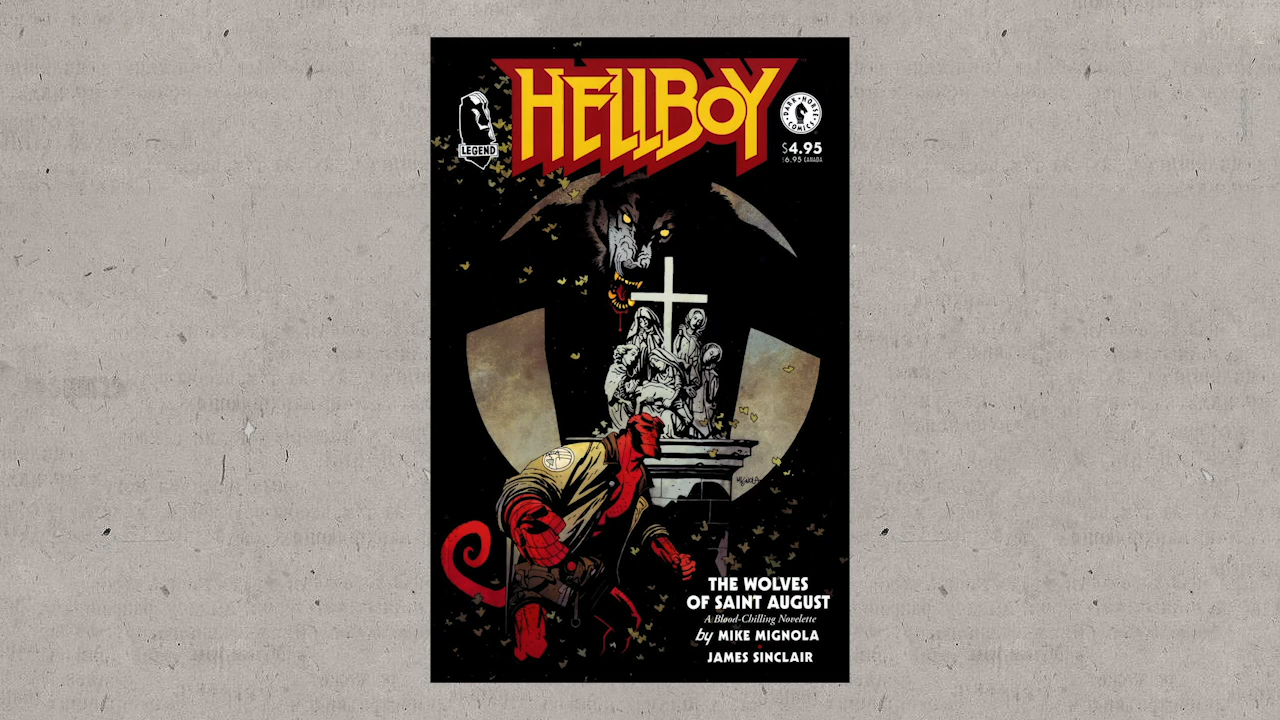 HELLBOY
LEGEND
DARK HORSE COMICS
$4.95
$6.95 CANADA
MIGNOLA
THE WOLVES
OF SAINT AUGUST
A Blood-Chilling Novelette
by MIKE MIGNOLA
JAMES SINCLAIR